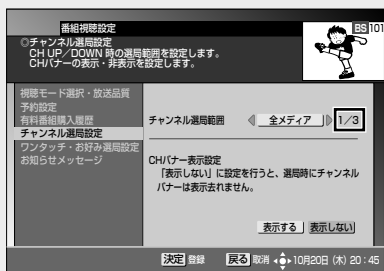 番組視聴設定
BS 101
◎チャンネル選局設定
CH UP／DOWN 時の選局範囲を設定します。
CHバナーの表示・非表示を設定します。
視聴モード選択・放送品質
予約設定
有料番組購入履歴
チャンネル選局設定
ワンタッチ・お好み選局設定
お知らせメッセージ
チャンネル選局範囲 全メディア 1/3
CHバナー表示設定
「表示しない」に設定を行うと、選局時にチャンネル
バナーは表示去れません。
表示する 表示しない
決定 登録 戻る 取消 10月20日 (木) 20：45